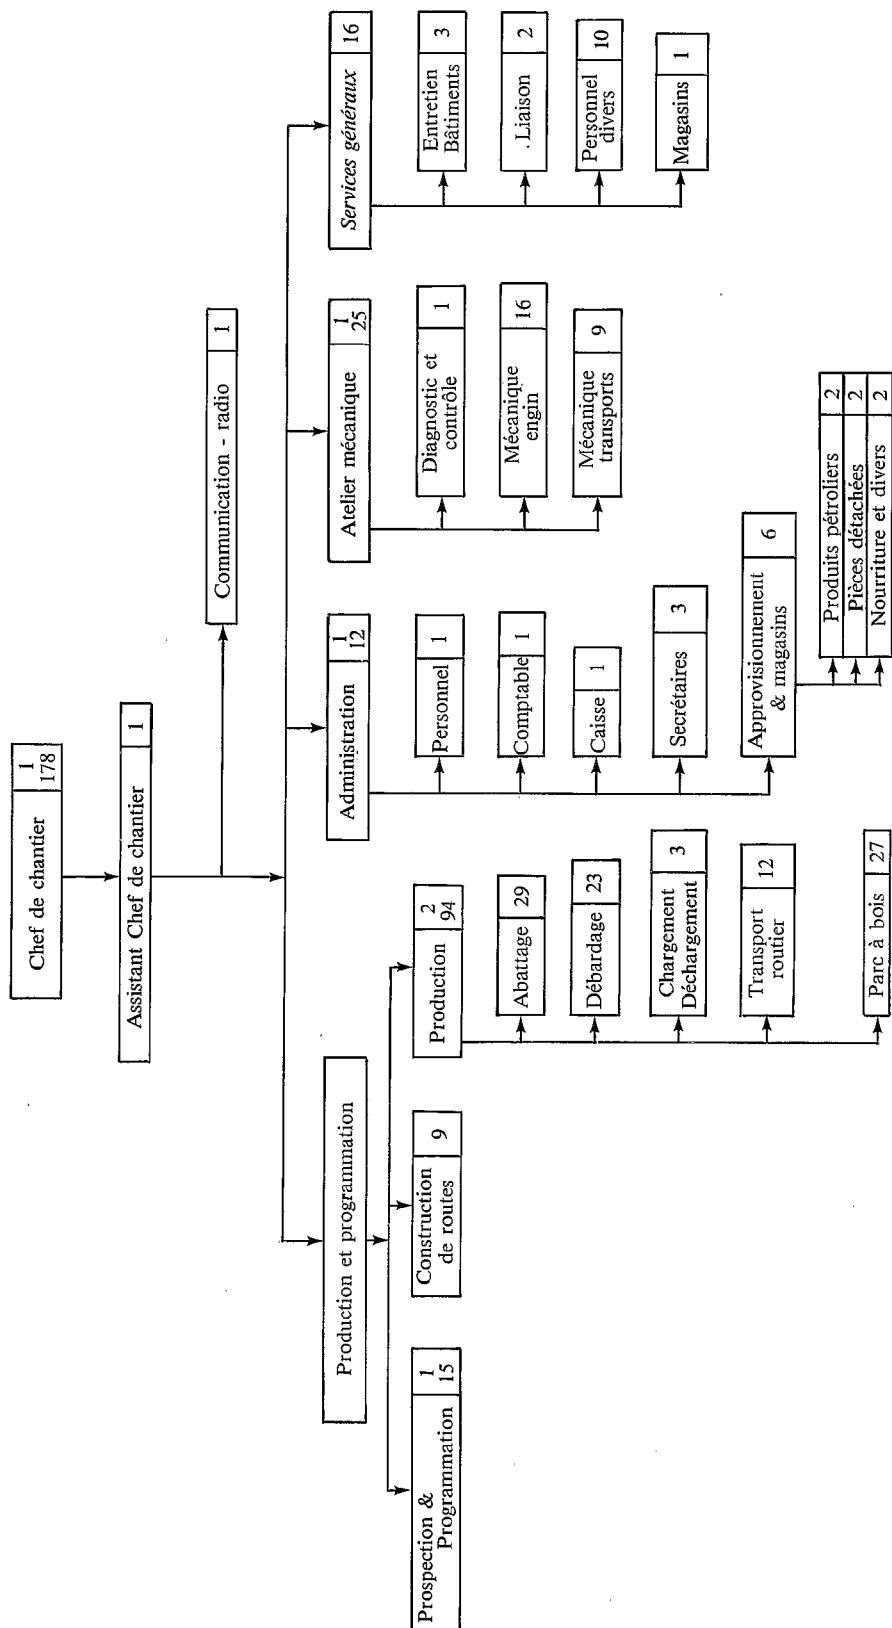 Chef de chantier
1
178
Assistant Chef de chantier
1
Communication - radio
1
Production et programmation
Administration
1
12
Atelier mécanique
1
25
Services généraux
16
Prospection &
Programmation
1
15
Construction
de routes
9
Production
2
94
Abattage
29
Débardage
23
Chargement
Déchargement
3
Transport
routier
12
Parc à bois
27
Personnel
1
Comptable
1
Caisse
1
Secrétaires
3
Approvisionnement
& magasins
6
Produits pétroliers
2
Pièces détachées
2
Nourriture et divers
2
Diagnostic et
contrôle
1
Mécanique
engin
16
Mécanique
transports
9
Entretien
Bâtiments
3
.Liaison
2
Personnel
divers
10
Magasins
1